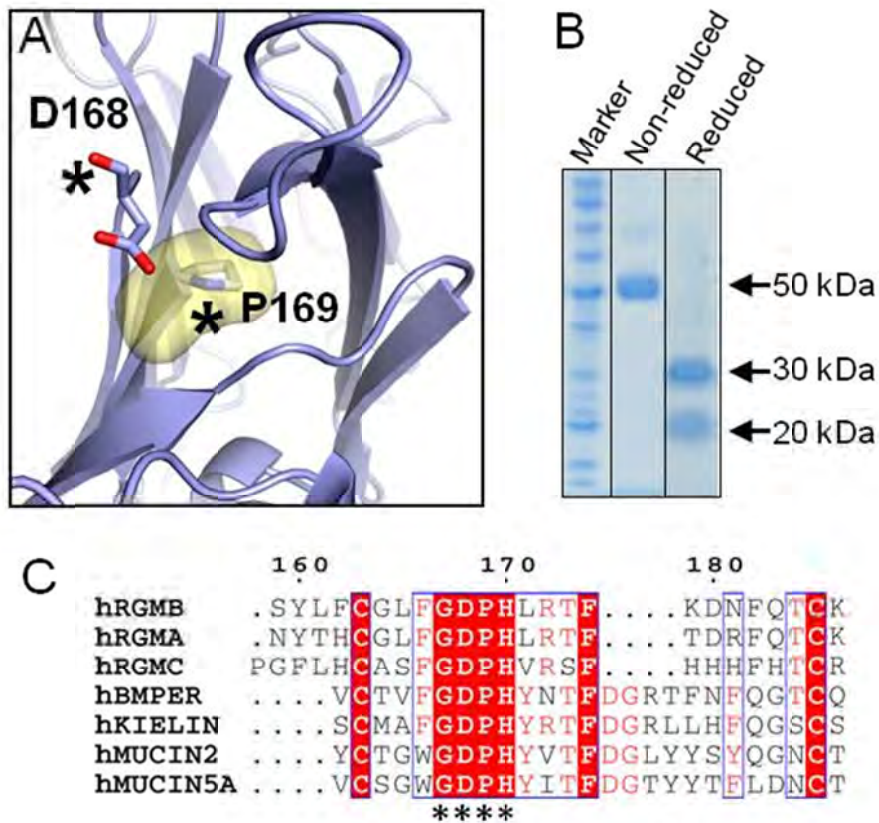 A
D168
*
P169
*
B
Marker
Non-reduced
Reduced
50 kDa
30 kDa
20 kDa
C
160 170 180
hRGMB .SYLFCGLFGDPHLRTF....KDNFQTCK
hRGMA .NYTHCGLFGDPHLRTF....TDRFQTCK
hRGMC PGFLHCASFGDPHVRSF....HHHFHTCR
hBMPER ....VCTVFGDPHYNTFDGRTFNFQGTCQ
hKIELIN ....SCMAFGDPHYRTFDGRLLHFQGSCS
hMUCIN2 ....YCTGWGDPHYVTFDGLYYSYQGNCT
hMUCIN5A ....VCSGWGDPHYITFDGTYYTFLDNCT
****